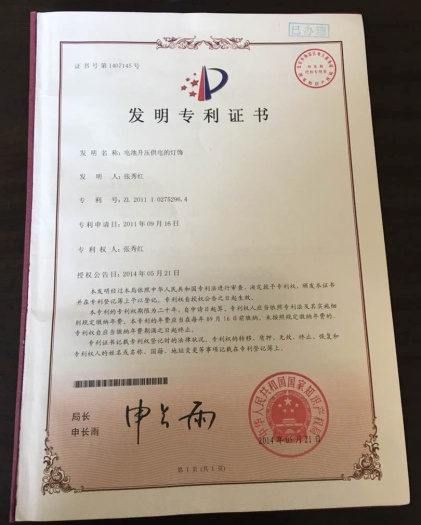 已办理
证书号第1407145号
发明专利证书
发明名称：电池升压供电的灯饰
发明人：张秀红
专利号：ZL 2011 1 0275296.4
专利申请日：2011年09月16日
专利权人：张秀红
授权公告日：2014年05月21日
本发明经过本局依照中华人民共和国专利法进行审查，决定授予专利权，颁发本证书
并在专利登记簿上予以登记。专利权自授权公告之日起生效。
本专利的专利权期限为二十年，自申请日起算。专利权人应当依照专利法及其实施细
则规定缴纳年费。本专利的年费应当在每年09月16日前缴纳。未按照规定缴纳年费的，专
利权自应当缴纳年费期满之日起终止。
专利证书记载专利权登记时的法律状况。专利权的转移、质押、无效、终止、恢复和
专利权人的姓名或名称、国籍、地址变更等事项记载在专利登记簿上。
局长
申长雨
申长雨
中华人民共和国国家知识产权局
2014年05月21日
第1页(共1页)